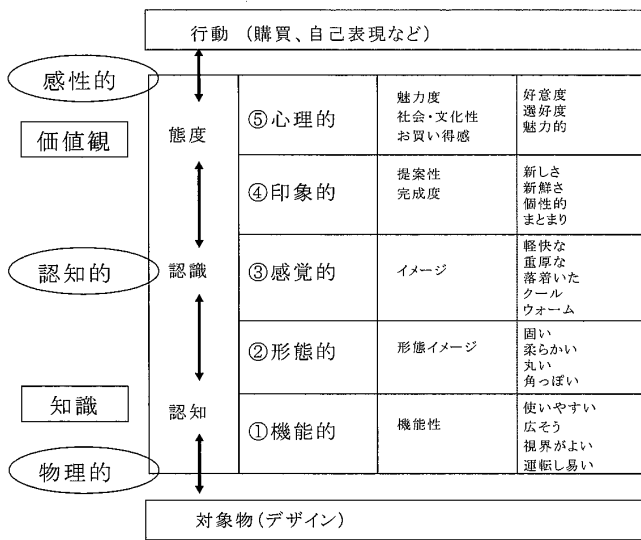 行動 （購買、自己表現など）
感性的
価値観
態度
⑤心理的
魅力度
社会・文化性
お買い得感
好意度
選好度
魅力的
④印象的
提案性
完成度
新しさ
新鮮さ
個性的
まとまり
認知的
認識
③感覚的
イメージ
軽快な
重厚な
落着いた
クール
ウォーム
②形態的
形態イメージ
固い
柔らかい
丸い
角っぽい
知識
認知
①機能的
機能性
使いやすい
広そう
視界がよい
運転し易い
物理的
対象物（デザイン）